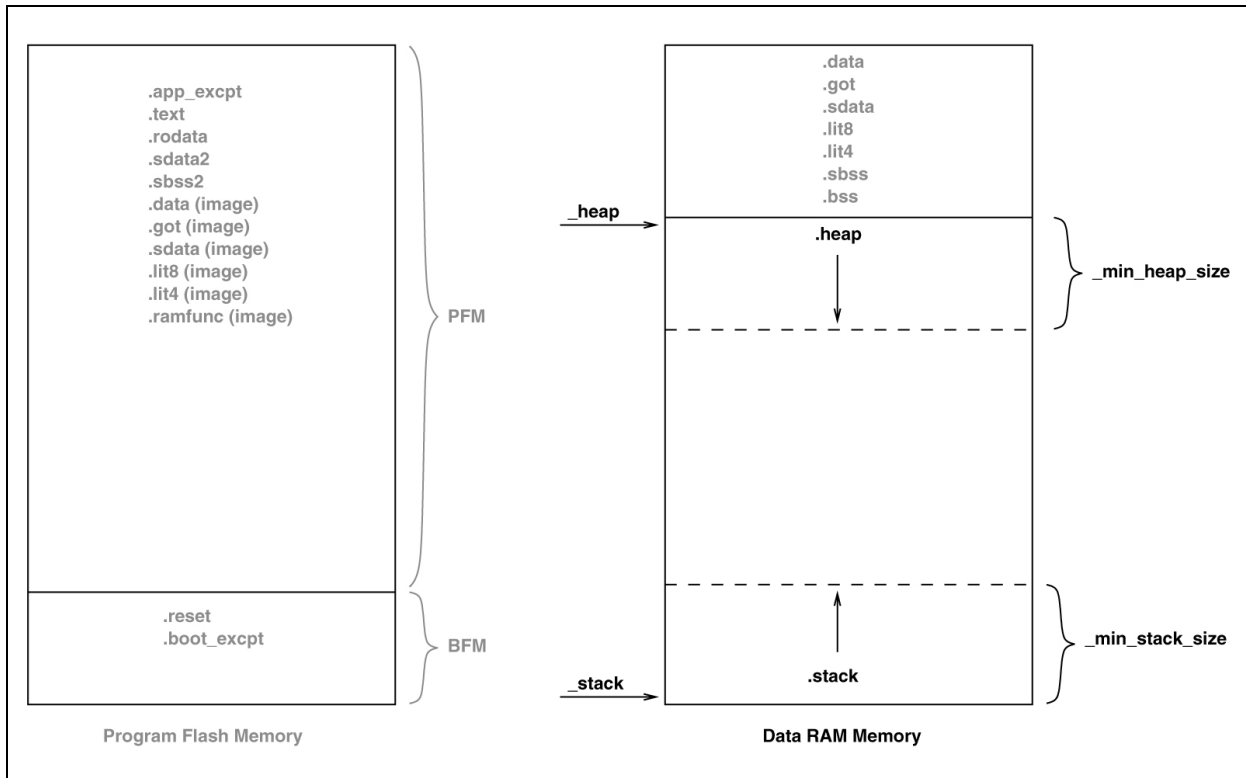 .app_excpt
.text
.rodata
.sdata2
.sbss2
.data (image)
.got (image)
.sdata (image)
.lit8 (image)
.lit4 (image)
.ramfunc (image)
PFM
.reset
.boot_excpt
BFM
Program Flash Memory
.data
.got
.sdata
.lit8
.lit4
.sbss
.bss
_heap
.heap
_min_heap_size
_min_stack_size
.stack
_stack
Data RAM Memory